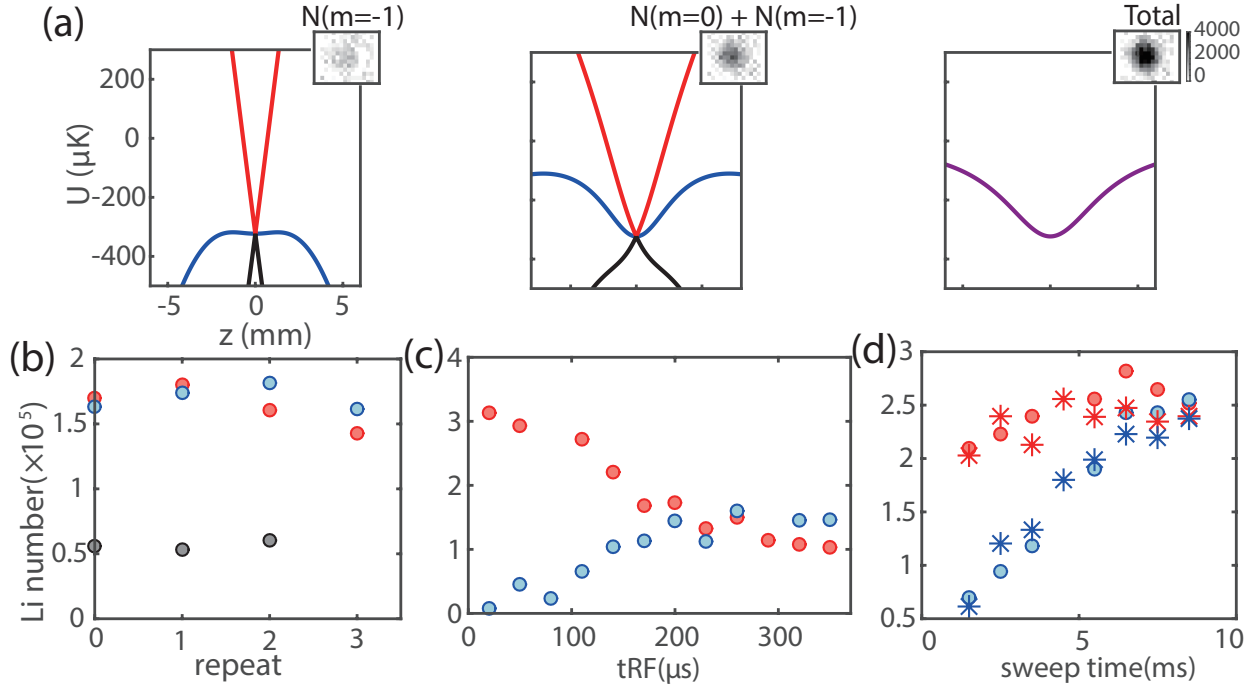 (a)
N(m=-1)
N(m=0) + N(m=-1)
Total
4000
2000
0
200
0
-200
-400
U (μK)
-5
0
5
z (mm)
(b)
(c)
(d)
2
1.5
1
0.5
0
Li number(×10⁵)
0
1
2
3
repeat
4
3
2
1
0
0
100
200
300
tRF(μs)
3
2.5
2
1.5
1
0.5
0
5
10
sweep time(ms)